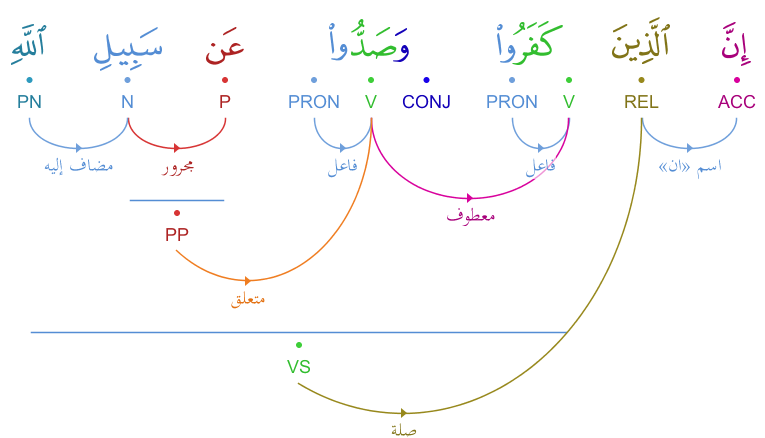 إِنَّ ٱلَّذِينَ كَفَرُوا۟ وَصَدُّوا۟ عَن سَبِيلِ ٱللَّهِ
PN N P PRON V CONJ PRON V REL ACC
مضاف إليه مجرور فاعل فاعل اسم «ان»
معطوف
PP
متعلق
VS
صلة